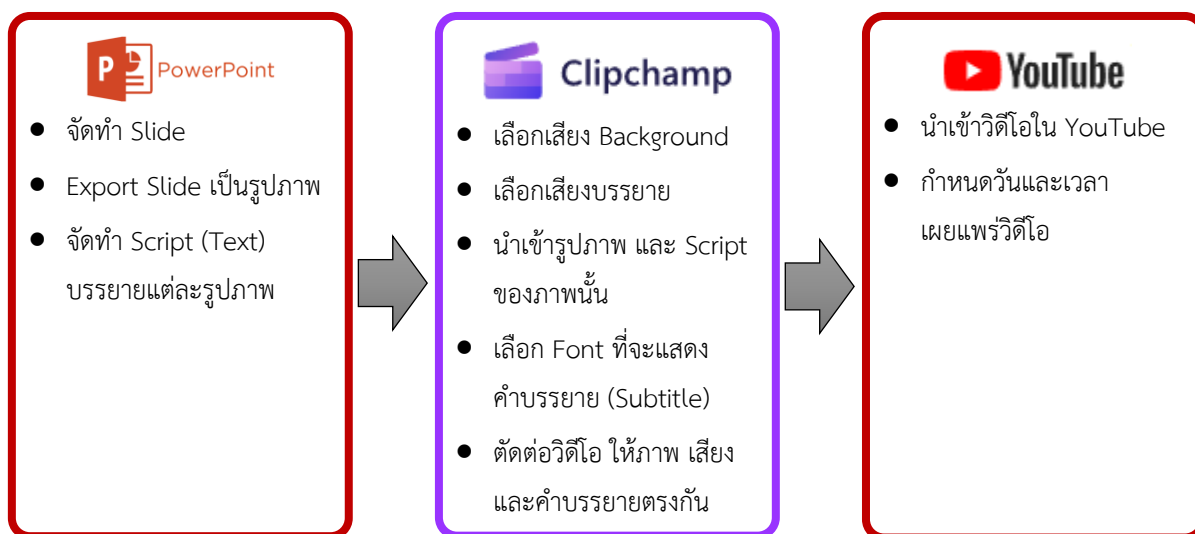 P PowerPoint
● จัดทำ Slide
● Export Slide เป็นรูปภาพ
● จัดทำ Script (Text)
บรรยายแต่ละรูปภาพ
Clipchamp
● เลือกเสียง Background
● เลือกเสียงบรรยาย
● นำเข้ารูปภาพ และ Script
ของภาพนั้น
● เลือก Font ที่จะแสดง
คำบรรยาย (Subtitle)
● ตัดต่อวิดีโอ ให้ภาพ เสียง
และคำบรรยายตรงกัน
YouTube
● นำเข้าวิดีโอใน YouTube
● กำหนดวันและเวลา
เผยแพร่วิดีโอ